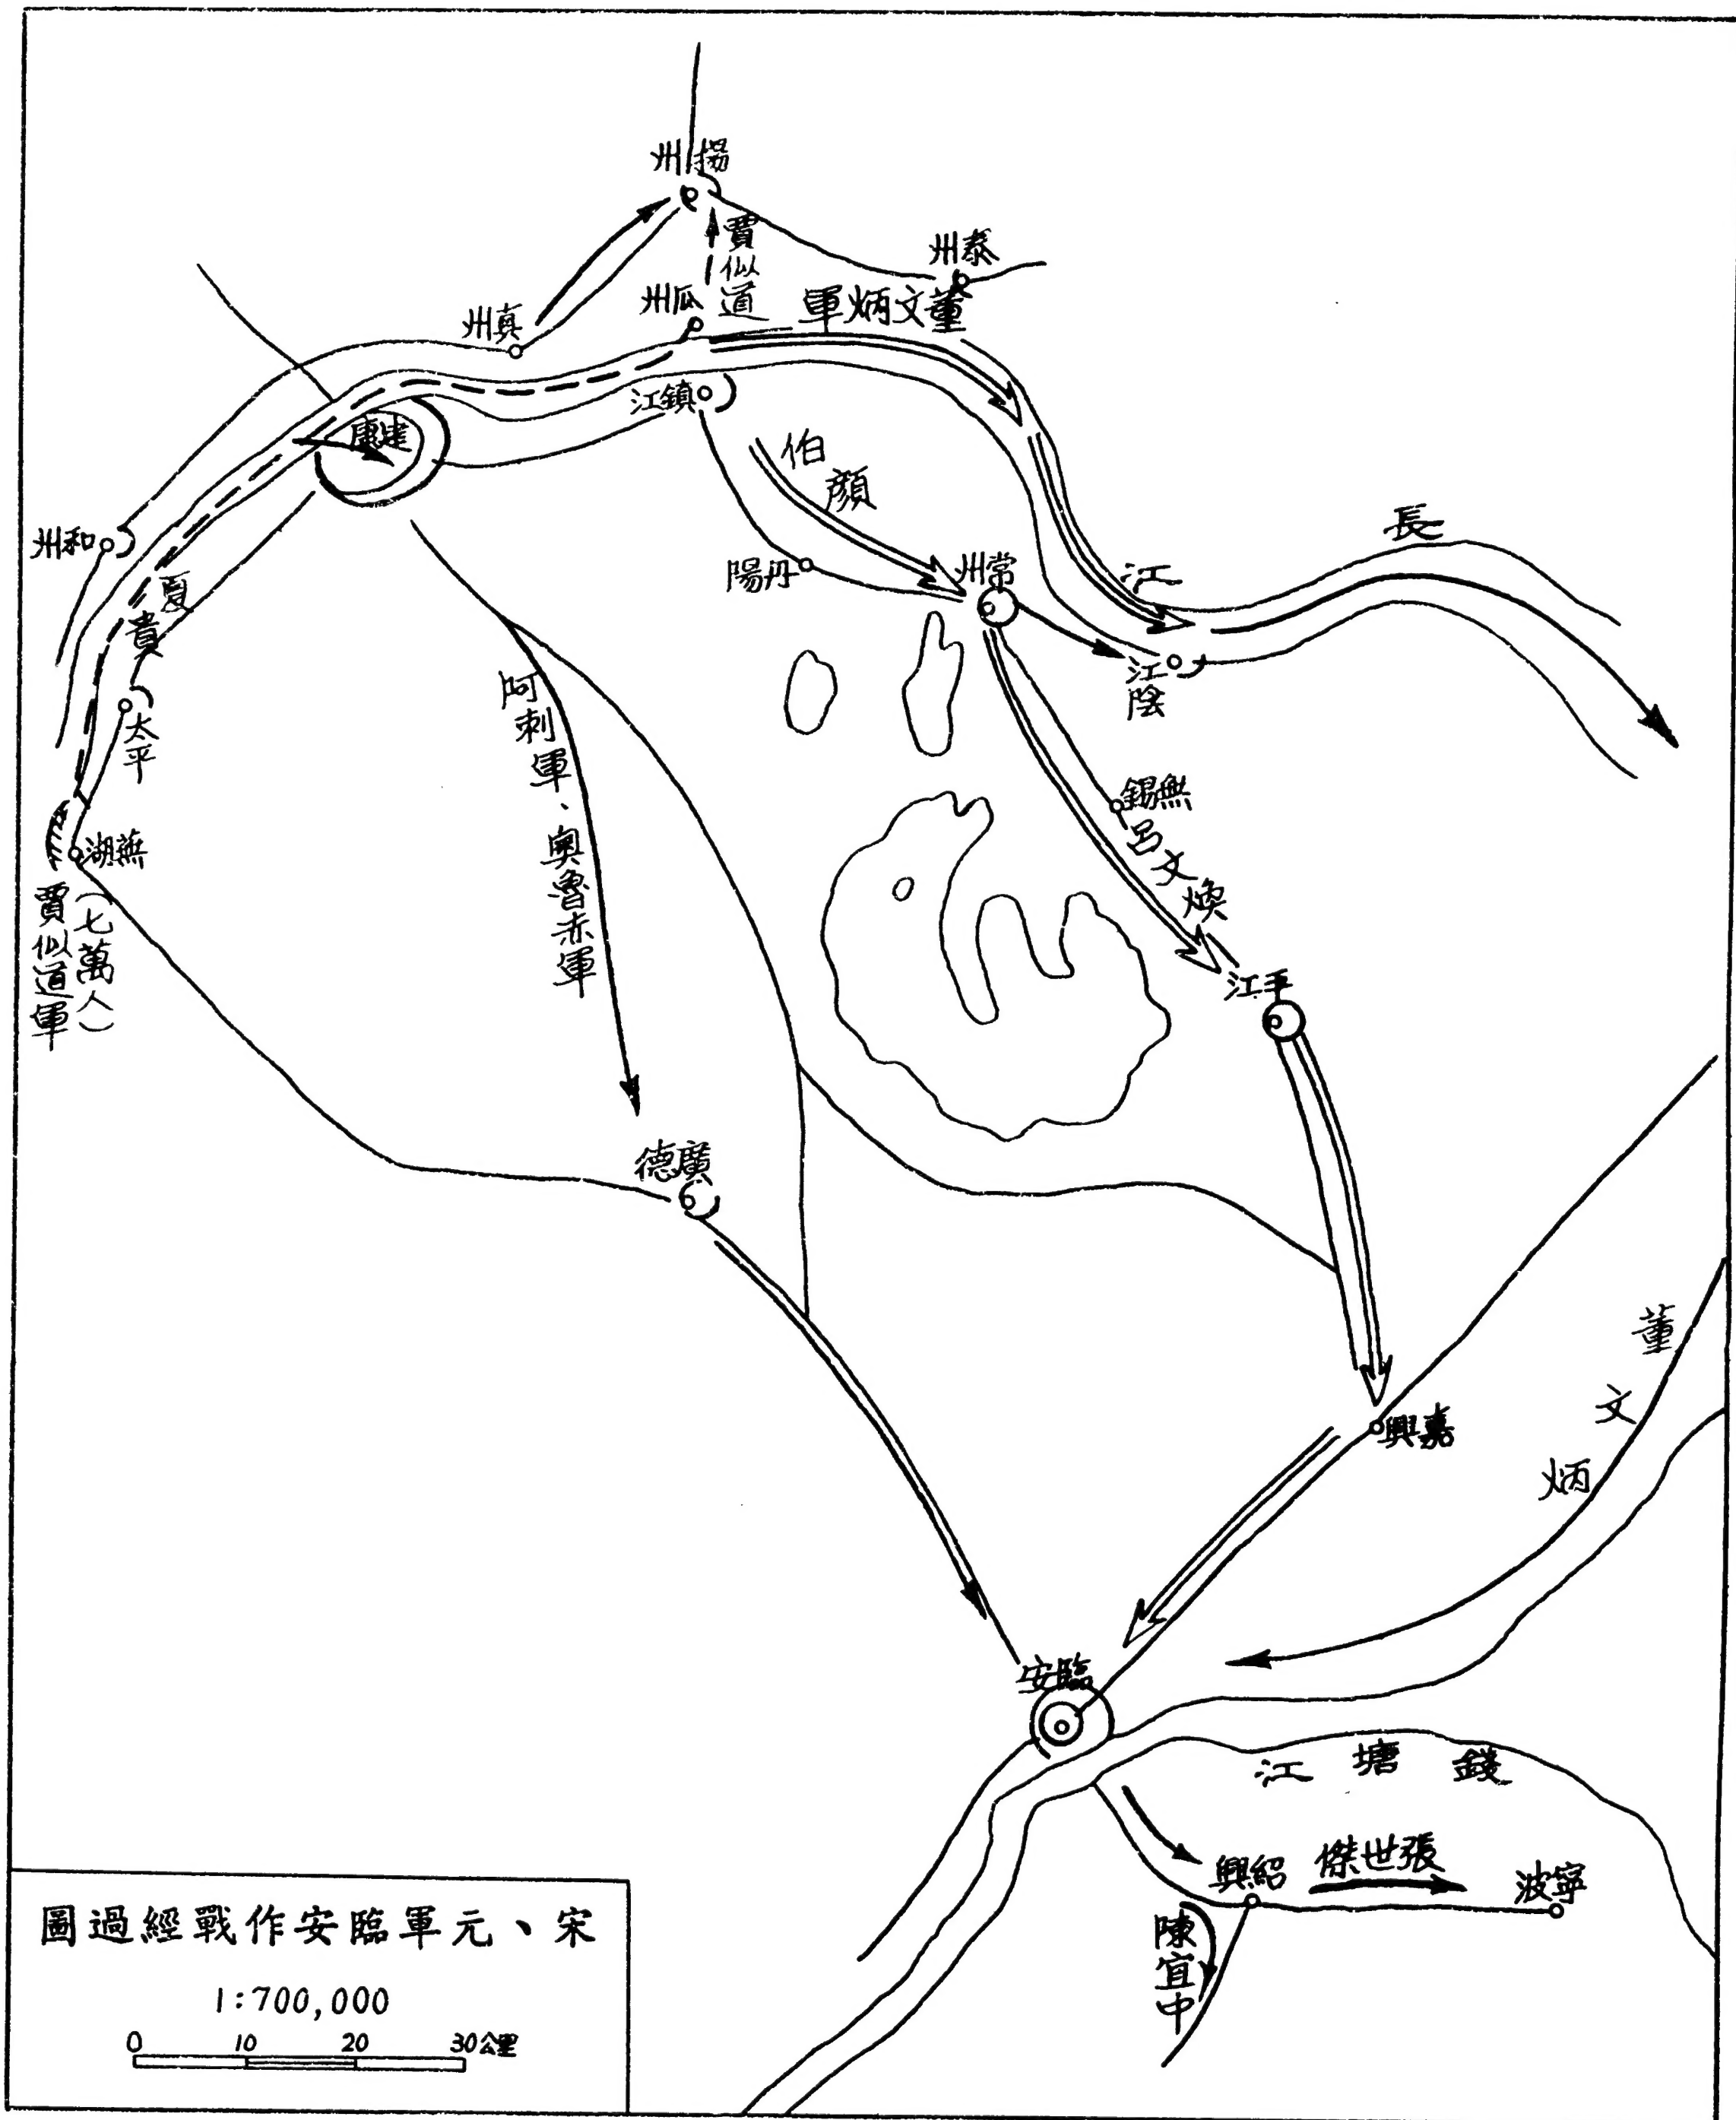 揚州
賈似道
泰州
瓜州
董文炳軍
真州
鎮江
建康
伯顏
和州
丹陽
常州
長江
夏貴
江陰
太平
阿刺軍、奧魯赤軍
無錫
呂文煥
蕪湖
賈似道軍
(七萬人)
平江
廣德
董文炳
嘉興
臨安
錢塘江
紹興
張世傑
寧波
陳宜中
宋、元軍臨安作戰經過圖
1:700,000
0 10 20 30公里